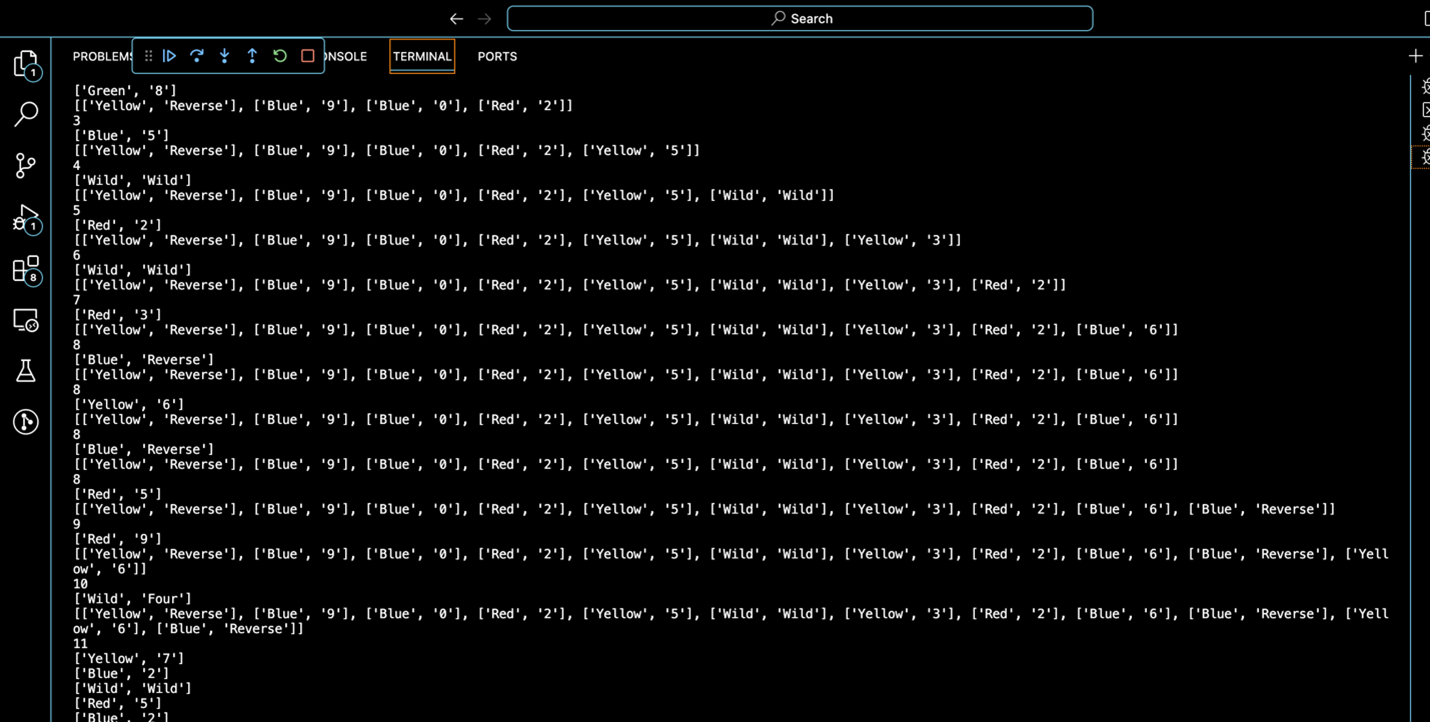 Search
PROBLEMS ONSOLE TERMINAL PORTS
1
1
8
['Green', '8']
[['Yellow', 'Reverse'], ['Blue', '9'], ['Blue', '0'], ['Red', '2']]
3
['Blue', '5']
[['Yellow', 'Reverse'], ['Blue', '9'], ['Blue', '0'], ['Red', '2'], ['Yellow', '5']]
4
['Wild', 'Wild']
[['Yellow', 'Reverse'], ['Blue', '9'], ['Blue', '0'], ['Red', '2'], ['Yellow', '5'], ['Wild', 'Wild']]
5
['Red', '2']
[['Yellow', 'Reverse'], ['Blue', '9'], ['Blue', '0'], ['Red', '2'], ['Yellow', '5'], ['Wild', 'Wild'], ['Yellow', '3']]
6
['Wild', 'Wild']
[['Yellow', 'Reverse'], ['Blue', '9'], ['Blue', '0'], ['Red', '2'], ['Yellow', '5'], ['Wild', 'Wild'], ['Yellow', '3'], ['Red', '2']]
7
['Red', '3']
[['Yellow', 'Reverse'], ['Blue', '9'], ['Blue', '0'], ['Red', '2'], ['Yellow', '5'], ['Wild', 'Wild'], ['Yellow', '3'], ['Red', '2'], ['Blue', '6']]
8
['Blue', 'Reverse']
[['Yellow', 'Reverse'], ['Blue', '9'], ['Blue', '0'], ['Red', '2'], ['Yellow', '5'], ['Wild', 'Wild'], ['Yellow', '3'], ['Red', '2'], ['Blue', '6']]
8
['Yellow', '6']
[['Yellow', 'Reverse'], ['Blue', '9'], ['Blue', '0'], ['Red', '2'], ['Yellow', '5'], ['Wild', 'Wild'], ['Yellow', '3'], ['Red', '2'], ['Blue', '6']]
8
['Blue', 'Reverse']
[['Yellow', 'Reverse'], ['Blue', '9'], ['Blue', '0'], ['Red', '2'], ['Yellow', '5'], ['Wild', 'Wild'], ['Yellow', '3'], ['Red', '2'], ['Blue', '6']]
8
['Red', '5']
[['Yellow', 'Reverse'], ['Blue', '9'], ['Blue', '0'], ['Red', '2'], ['Yellow', '5'], ['Wild', 'Wild'], ['Yellow', '3'], ['Red', '2'], ['Blue', '6'], ['Blue', 'Reverse']]
9
['Red', '9']
[['Yellow', 'Reverse'], ['Blue', '9'], ['Blue', '0'], ['Red', '2'], ['Yellow', '5'], ['Wild', 'Wild'], ['Yellow', '3'], ['Red', '2'], ['Blue', '6'], ['Blue', 'Reverse'], ['Yell
ow', '6']]
10
['Wild', 'Four']
[['Yellow', 'Reverse'], ['Blue', '9'], ['Blue', '0'], ['Red', '2'], ['Yellow', '5'], ['Wild', 'Wild'], ['Yellow', '3'], ['Red', '2'], ['Blue', '6'], ['Blue', 'Reverse'], ['Yell
ow', '6'], ['Blue', 'Reverse']]
11
['Yellow', '7']
['Blue', '2']
['Wild', 'Wild']
['Red', '5']
['Blue', '2']